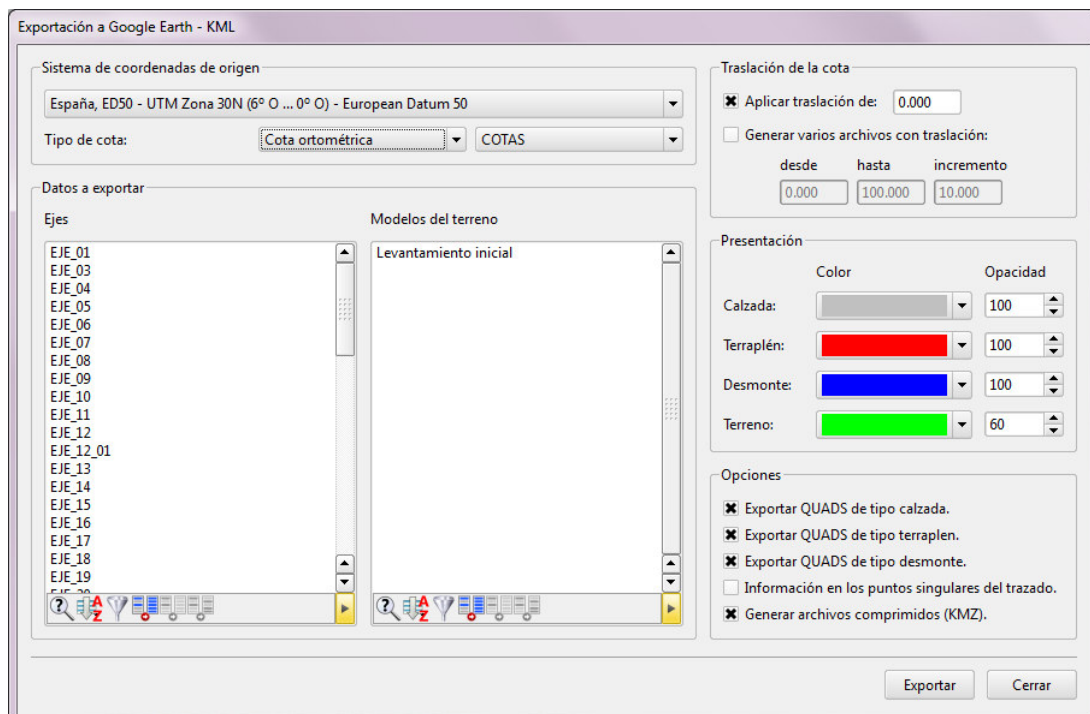 Exportación a Google Earth - KML
Sistema de coordenadas de origen
España, ED50 - UTM Zona 30N (6º O ... 0º O) - European Datum 50
Tipo de cota: Cota ortométrica COTAS
Datos a exportar
Ejes
EJE_01
EJE_03
EJE_04
EJE_05
EJE_06
EJE_07
EJE_08
EJE_09
EJE_10
EJE_11
EJE_12
EJE_12_01
EJE_13
EJE_14
EJE_15
EJE_16
EJE_17
EJE_18
EJE_19
Modelos del terreno
Levantamiento inicial
Traslación de la cota
Aplicar traslación de: 0.000
Generar varios archivos con traslación:
desde hasta incremento
0.000 100.000 10.000
Presentación
Color Opacidad
Calzada: 100
Terraplén: 100
Desmonte: 100
Terreno: 60
Opciones
Exportar QUADS de tipo calzada.
Exportar QUADS de tipo terraplen.
Exportar QUADS de tipo desmonte.
Información en los puntos singulares del trazado.
Generar archivos comprimidos (KMZ).
Exportar Cerrar